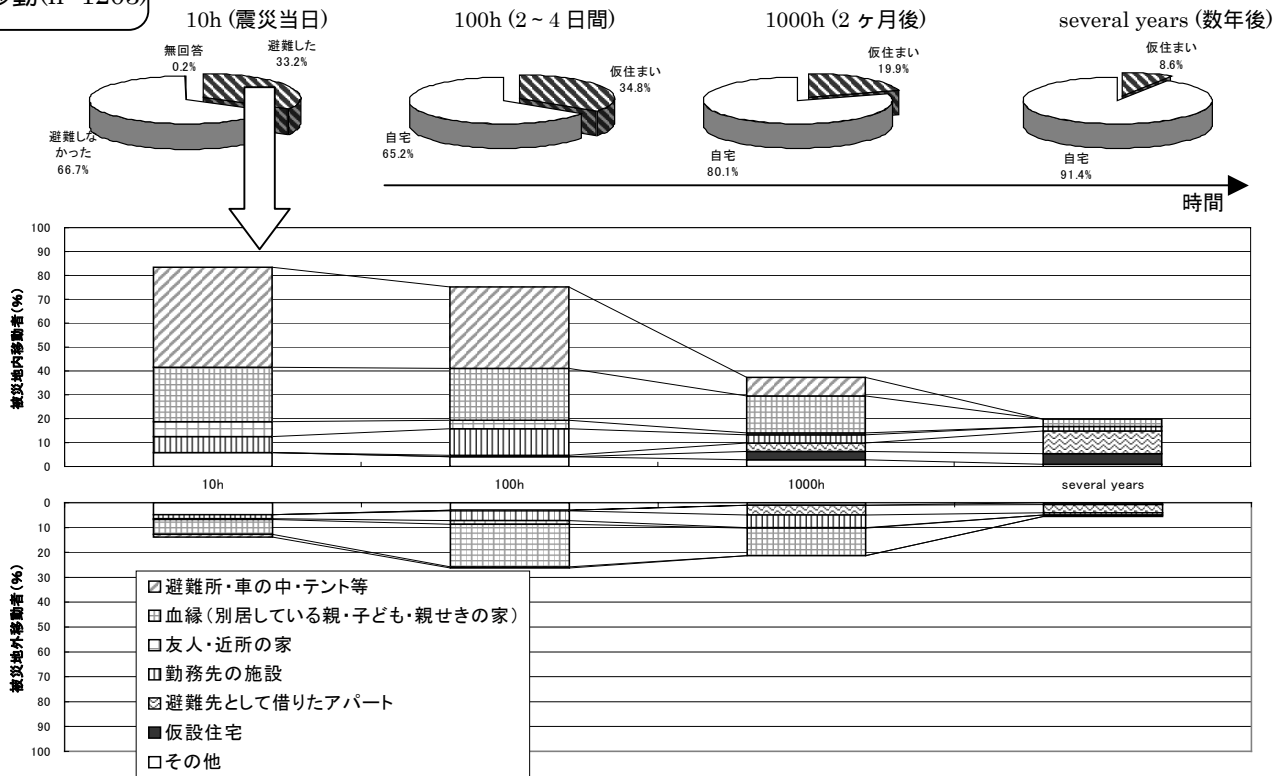 動(n=1203)
10h (震災当日)
100h (2～4日間)
1000h (2ヶ月後)
several years (数年後)
無回答
0.2%
避難した
33.2%
避難しな
かった
66.7%
仮住まい
34.8%
自宅
65.2%
仮住まい
19.9%
自宅
80.1%
仮住まい
8.6%
自宅
91.4%
時間
被災地内移動者(%)
100
90
80
70
60
50
40
30
20
10
0
10h
100h
1000h
several years
被災地外移動者(%)
0
10
20
30
40
50
60
70
80
90
100
避難所・車の中・テント等
血縁(別居している親・子ども・親せきの家)
友人・近所の家
勤務先の施設
避難先として借りたアパート
仮設住宅
その他